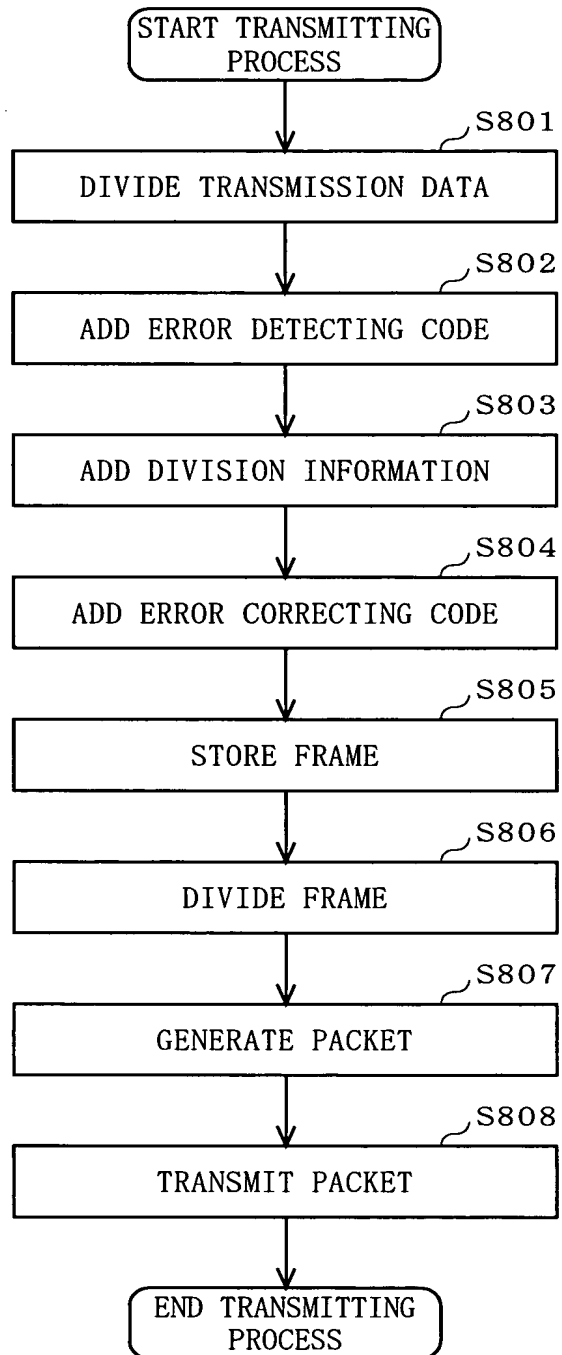 START TRANSMITTING
PROCESS
S801
DIVIDE TRANSMISSION DATA
S802
ADD ERROR DETECTING CODE
S803
ADD DIVISION INFORMATION
S804
ADD ERROR CORRECTING CODE
S805
STORE FRAME
S806
DIVIDE FRAME
S807
GENERATE PACKET
S808
TRANSMIT PACKET
END TRANSMITTING
PROCESS